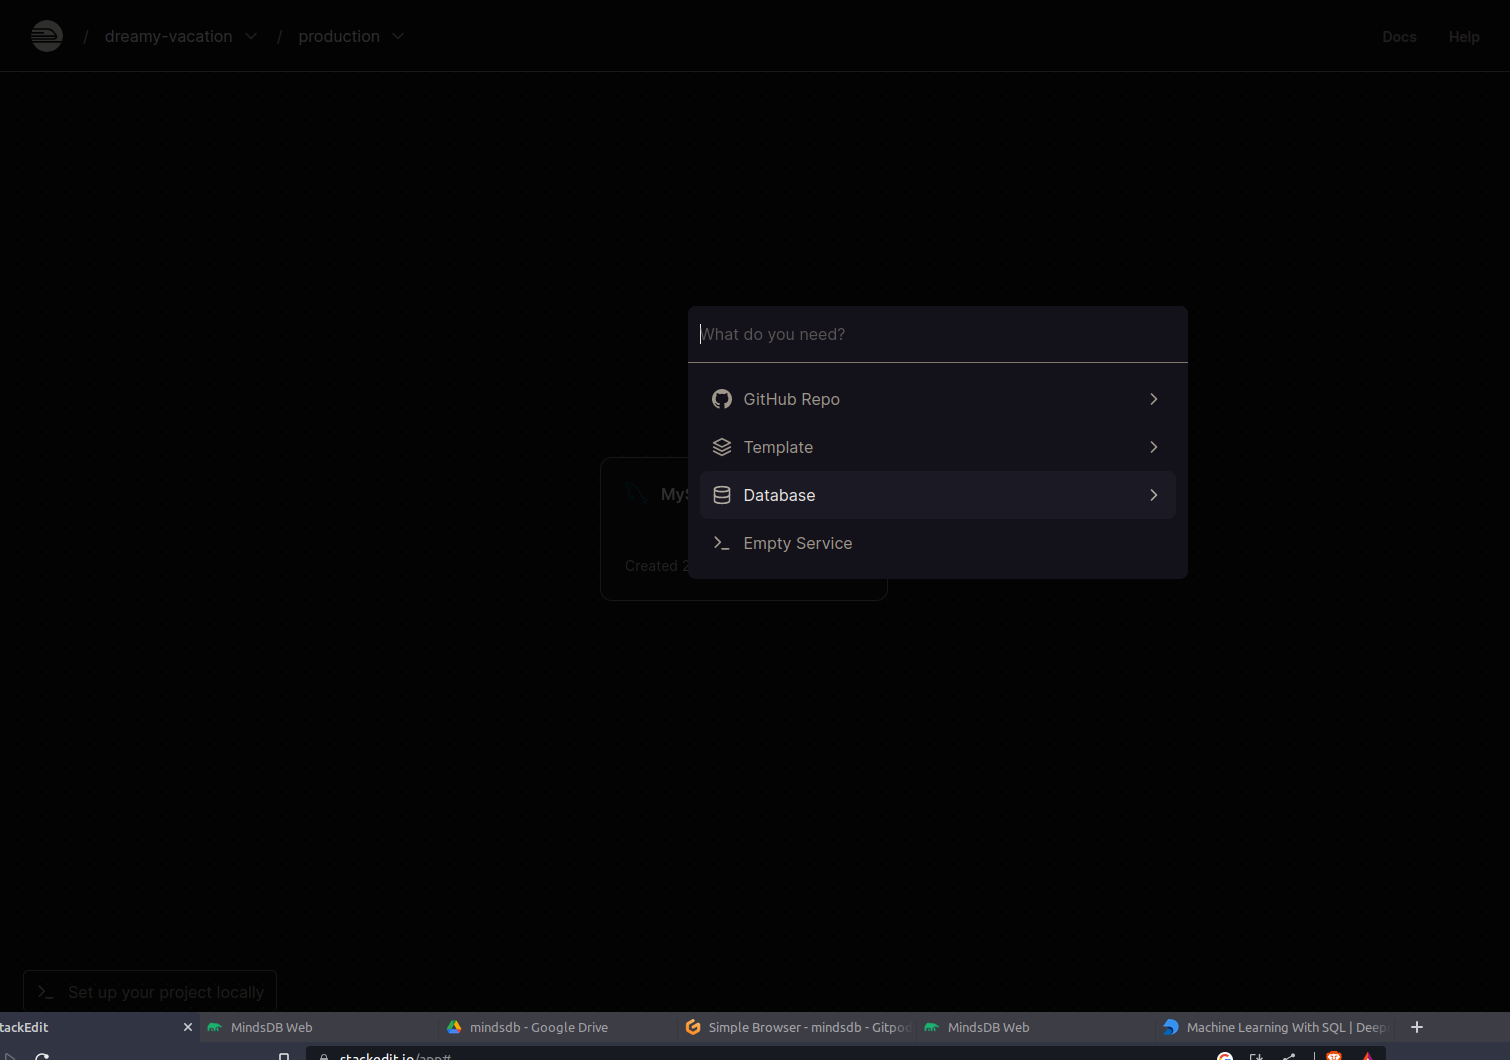 / dreamy-vacation / production Docs Help
What do you need?
GitHub Repo
Template
Database
Empty Service
MyS
Created 2
Set up your project locally
tackEdit
MindsDB Web
mindsdb - Google Drive
Simple Browser - mindsdb - Gitpod
MindsDB Web
Machine Learning With SQL | Deep
stackedit.io/app#